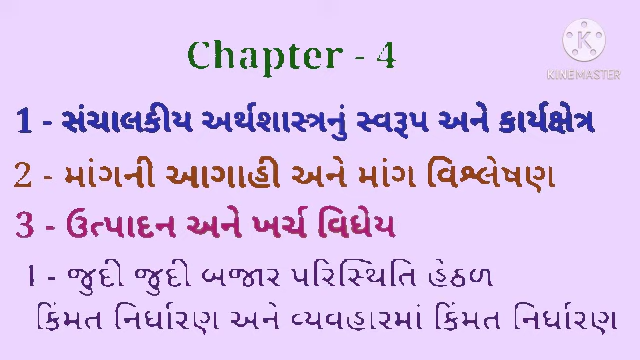 Chapter - 4
KINEMASTER
1 - સંચાલકીય અર્થશાસ્ત્રનું સ્વરૂપ અને કાર્યક્ષેત્ર
2 - માંગની આગાહી અને માંગ વિશ્લેષણ
3 - ઉત્પાદન અને ખર્ચ વિધેય
1 - જુદી જુદી બજાર પરિસ્થિતિ હેઠળ
કિંમત નિર્ધારણ અને વ્યવહારમાં કિંમત નિર્ધારણ